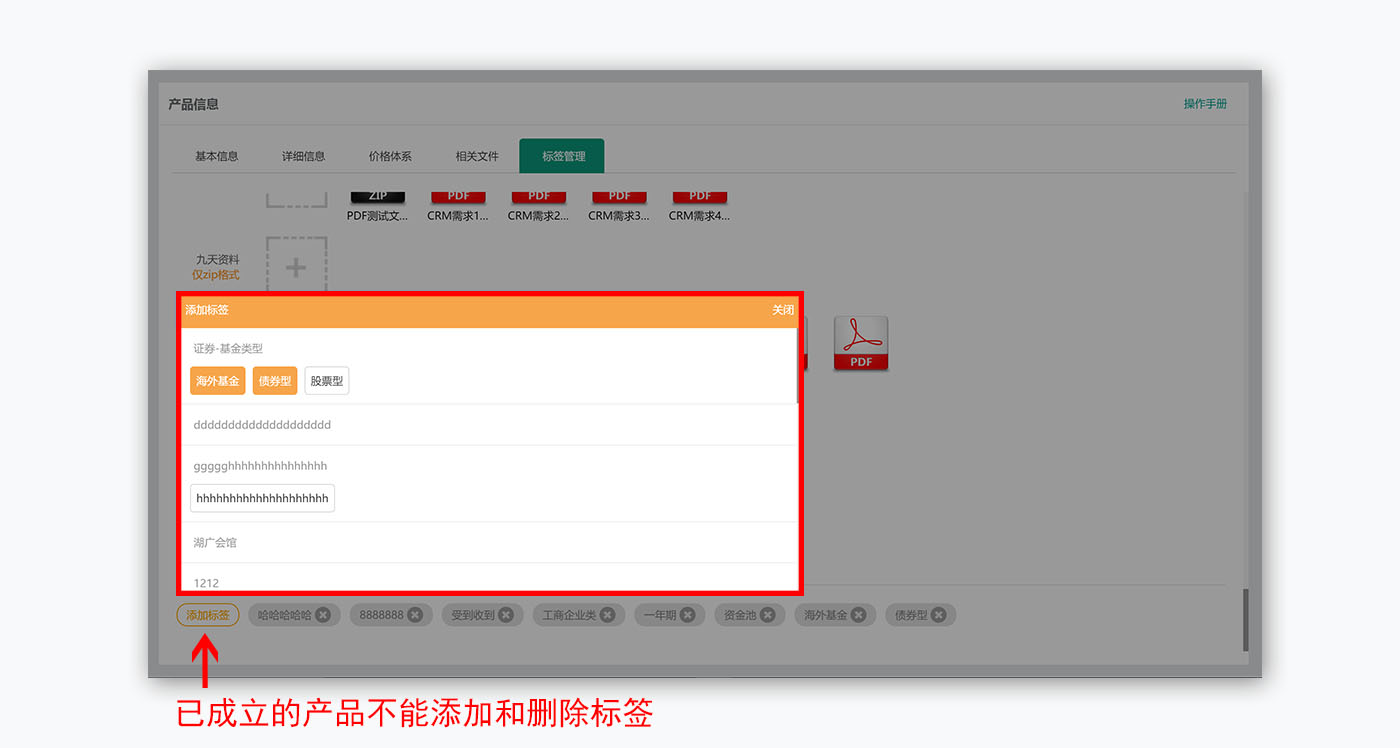 产品信息 操作手册
基本信息 详细信息 价格体系 相关文件 标签管理
ZIP PDF PDF PDF PDF
PDF测试文... CRM需求1... CRM需求2... CRM需求3... CRM需求4...
九天资料
仅zip格式
添加标签 关闭
证券-基金类型
海外基金 债券型 股票型
PDF
dddddddddddddddddddd
ggggghhhhhhhhhhhhhhh
hhhhhhhhhhhhhhhhhhhh
湖广会馆
1212
添加标签 哈哈哈哈哈 8888888 受到收到 工商企业类 一年期 资金池 海外基金 债券型
已成立的产品不能添加和删除标签